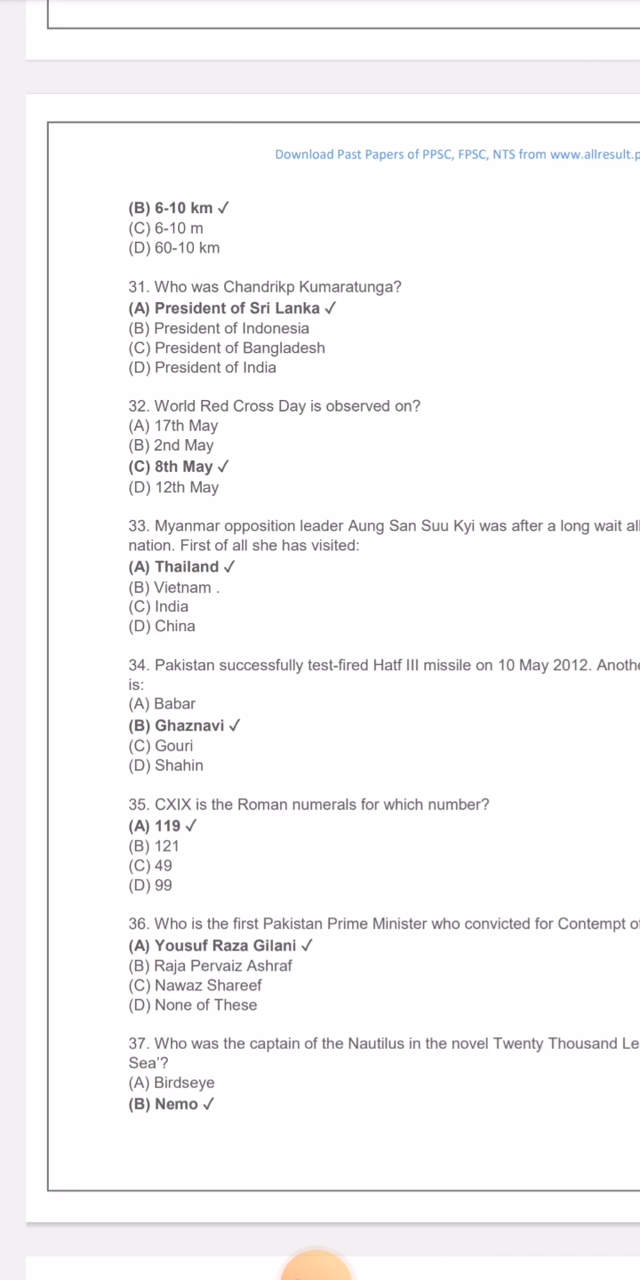 Download Past Papers of PPSC, FPSC, NTS from www.allresult.p
(B) 6-10 km ✓
(C) 6-10 m
(D) 60-10 km
31. Who was Chandrikp Kumaratunga?
(A) President of Sri Lanka ✓
(B) President of Indonesia
(C) President of Bangladesh
(D) President of India
32. World Red Cross Day is observed on?
(A) 17th May
(B) 2nd May
(C) 8th May ✓
(D) 12th May
33. Myanmar opposition leader Aung San Suu Kyi was after a long wait al
nation. First of all she has visited:
(A) Thailand ✓
(B) Vietnam .
(C) India
(D) China
34. Pakistan successfully test-fired Hatf III missile on 10 May 2012. Anothe
is:
(A) Babar
(B) Ghaznavi ✓
(C) Gouri
(D) Shahin
35. CXIX is the Roman numerals for which number?
(A) 119 ✓
(B) 121
(C) 49
(D) 99
36. Who is the first Pakistan Prime Minister who convicted for Contempt o
(A) Yousuf Raza Gilani ✓
(B) Raja Pervaiz Ashraf
(C) Nawaz Shareef
(D) None of These
37. Who was the captain of the Nautilus in the novel Twenty Thousand Le
Sea'?
(A) Birdseye
(B) Nemo ✓